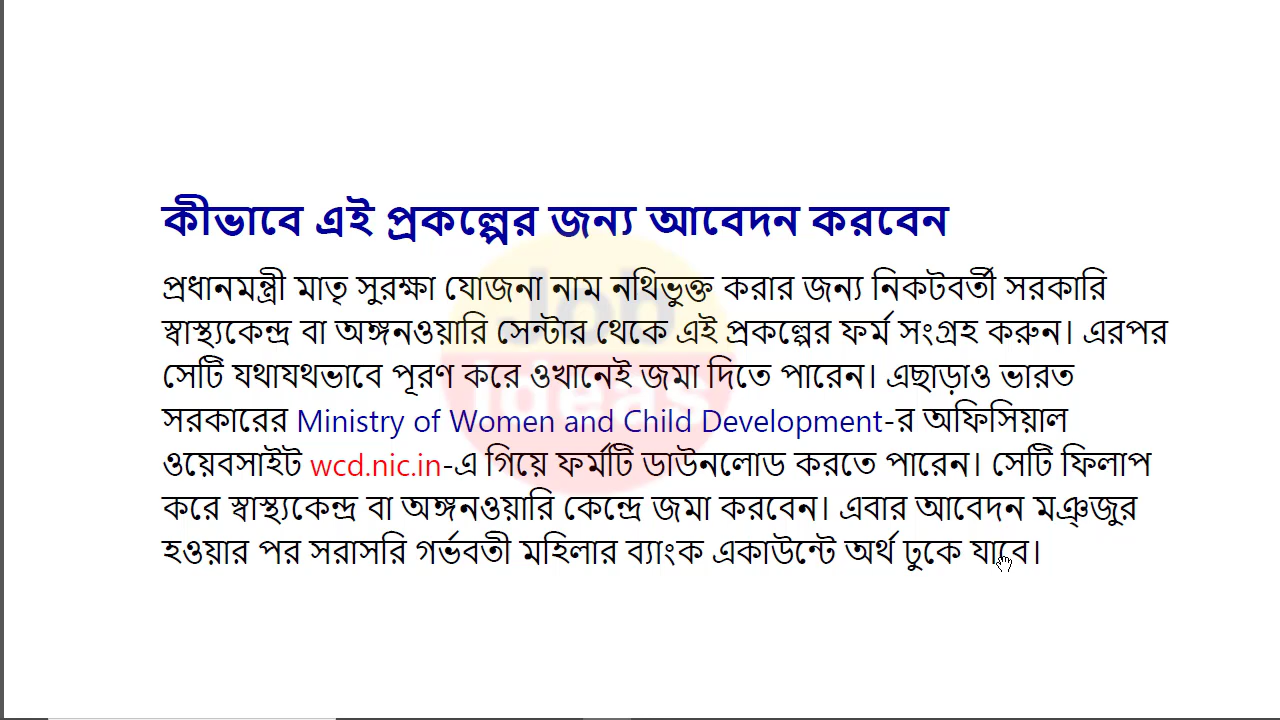 কীভাবে এই প্রকল্পের জন্য আবেদন করবেন
প্রধানমন্ত্রী মাতৃ সুরক্ষা যোজনা নাম নথিভুক্ত করার জন্য নিকটবর্তী সরকারি
স্বাস্থ্যকেন্দ্র বা অঙ্গনওয়ারি সেন্টার থেকে এই প্রকল্পের ফর্ম সংগ্রহ করুন। এরপর
সেটি যথাযথভাবে পূরণ করে ওখানেই জমা দিতে পারেন। এছাড়াও ভারত
সরকারের Ministry of Women and Child Development-র অফিসিয়াল
ওয়েবসাইট wcd.nic.in-এ গিয়ে ফর্মটি ডাউনলোড করতে পারেন। সেটি ফিলাপ
করে স্বাস্থ্যকেন্দ্র বা অঙ্গনওয়ারি কেন্দ্রে জমা করবেন। এবার আবেদন মঞ্জুর
হওয়ার পর সরাসরি গর্ভবতী মহিলার ব্যাংক একাউন্টে অর্থ ঢুকে যাবে।
Job
Ideas